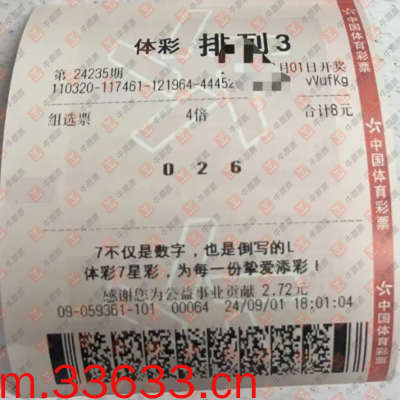 体彩 排列3
第 24235期
月01日开奖
110320-117461-121964-44452
vVufKg
组选票 4倍 合计8元
0 2 6
7不仅是数字，也是倒写的L
体彩7星彩，为每一份挚爱添彩！
感谢您为公益事业贡献 2.72元
09-059361-101 00064 24/09/01 18:01:04
m.33633.cn
中国体育彩票
中国体育彩票
中国体育彩票